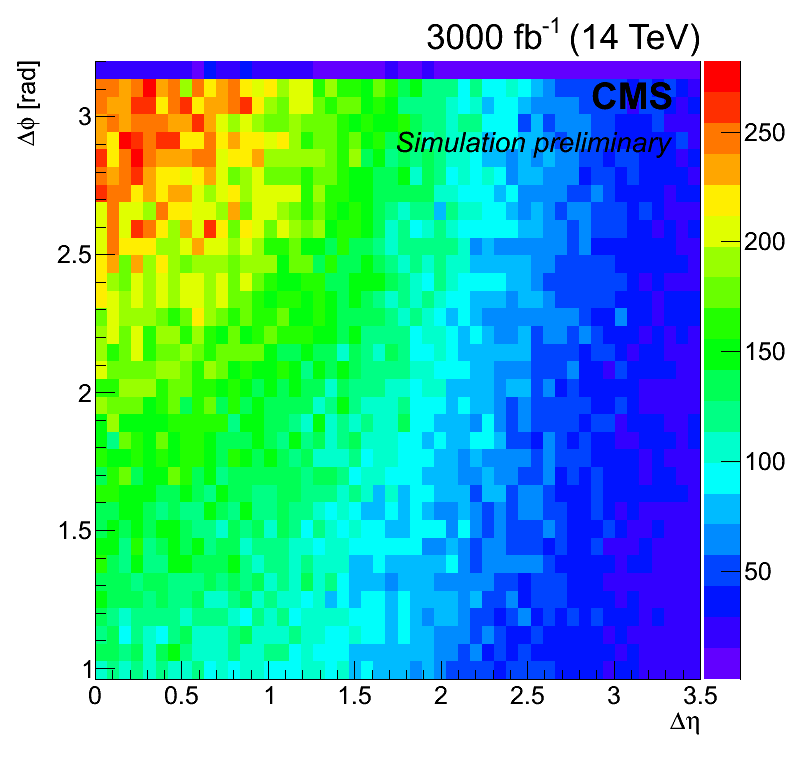 3000 fb-1 (14 TeV)
Δϕ [rad]
CMS
Simulation preliminary
3
2.5
2
1.5
1
0 0.5 1 1.5 2 2.5 3 3.5
Δη
250
200
150
100
50